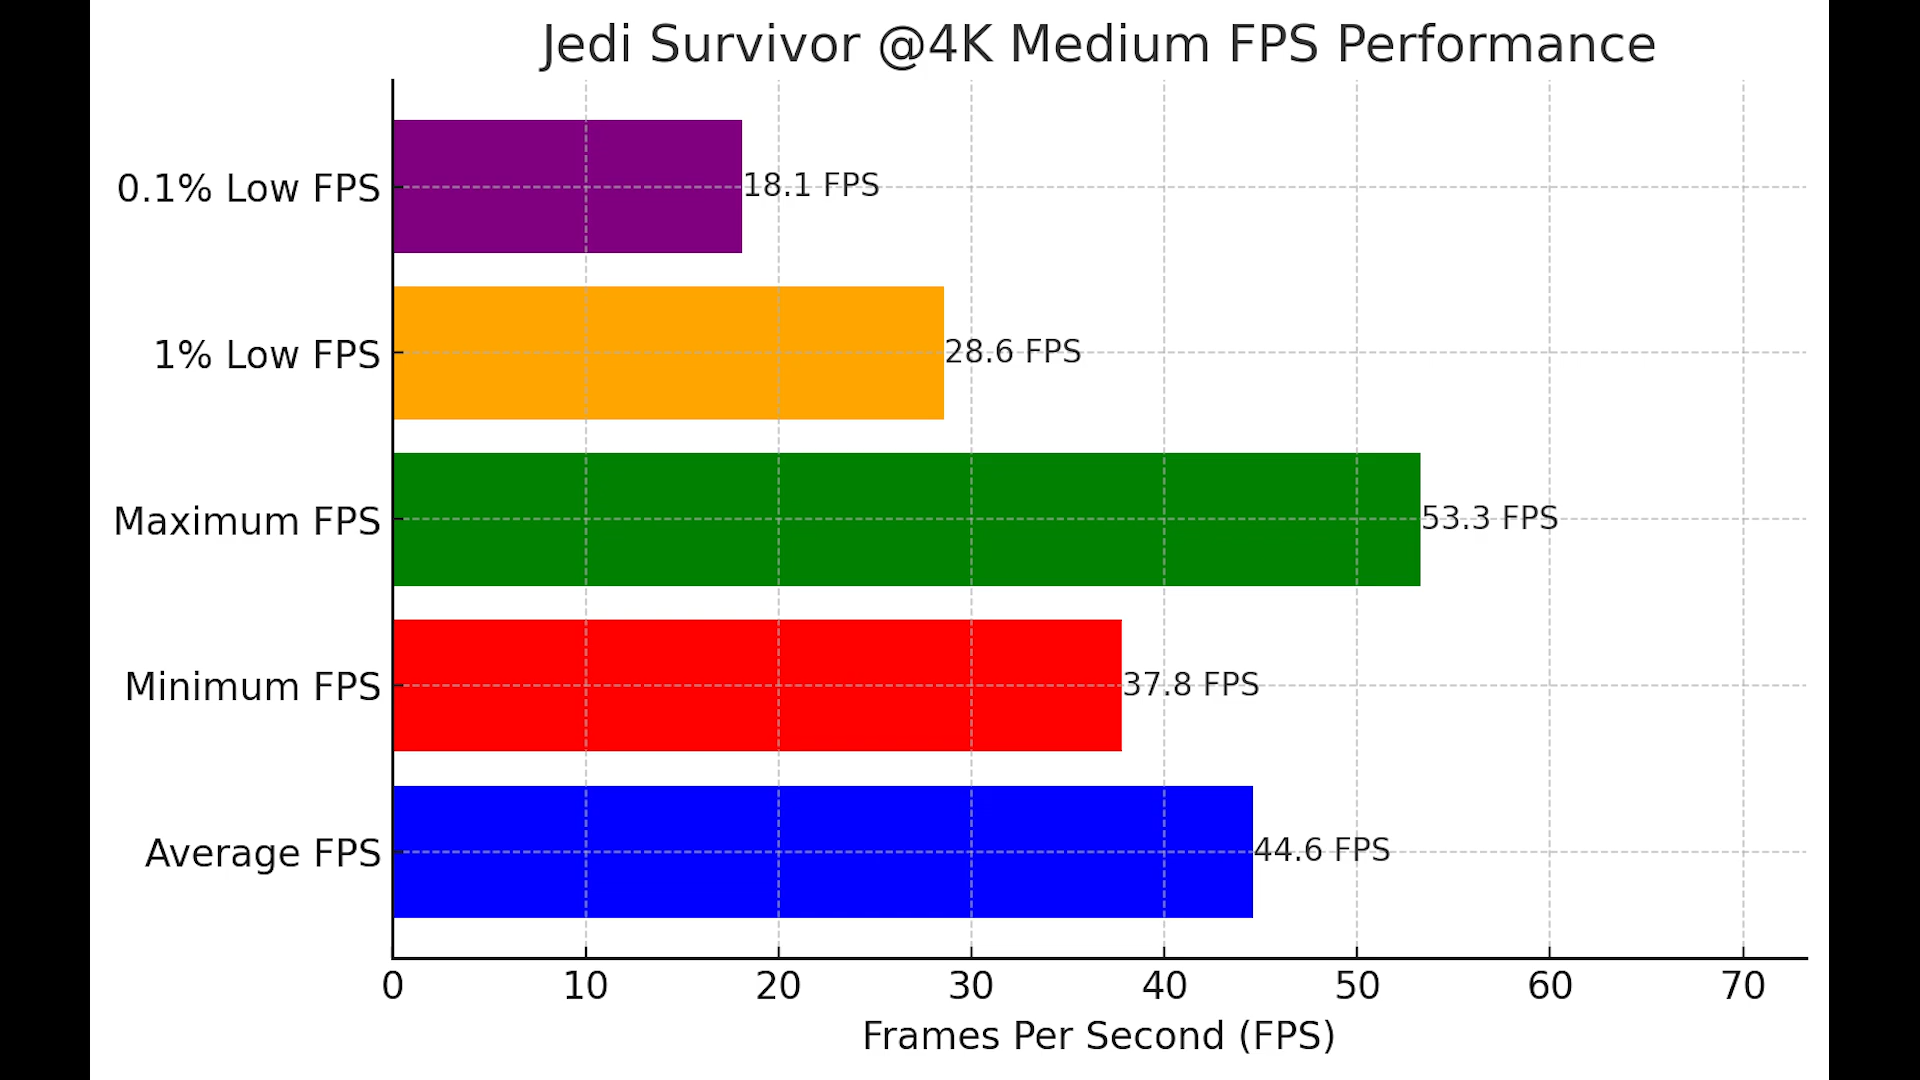 Jedi Survivor @4K Medium FPS Performance
0.1% Low FPS
18.1 FPS
1% Low FPS
28.6 FPS
Maximum FPS
53.3 FPS
Minimum FPS
37.8 FPS
Average FPS
44.6 FPS
0 10 20 30 40 50 60 70
Frames Per Second (FPS)